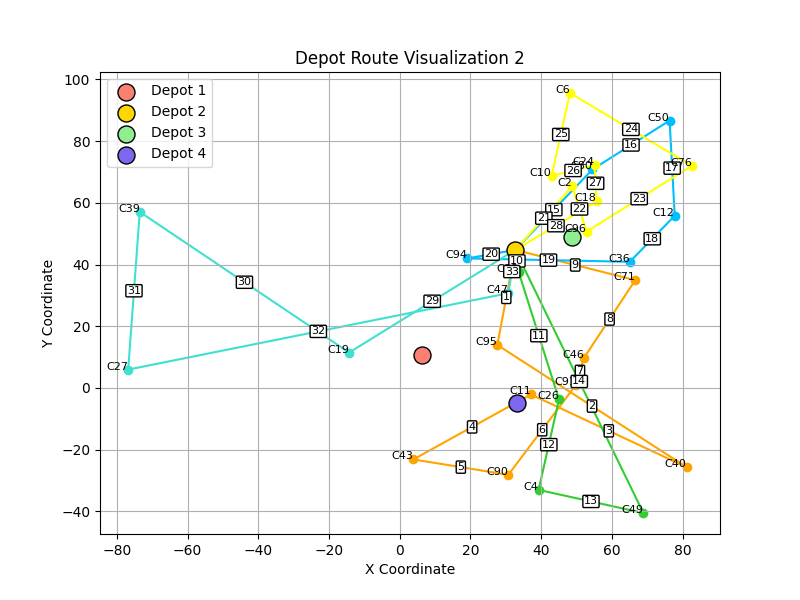 Depot Route Visualization 2
Depot 1
Depot 2
Depot 3
Depot 4
Y Coordinate
100
80
60
40
20
0
−20
−40
−80
−60
−40
−20
0
20
40
60
80
X Coordinate
C6
C50
24
25
16
C24
C76
17
C10
26
C2
27
C18
23
C39
15
22
C12
21
28
C96
18
C94
20
10
19
9
C36
33
C71
30
31
C47
1
29
8
32
11
C95
C19
C46
C27
7
C9
14
C11
C26
2
4
6
3
12
C43
5
C90
C40
C4
13
C49